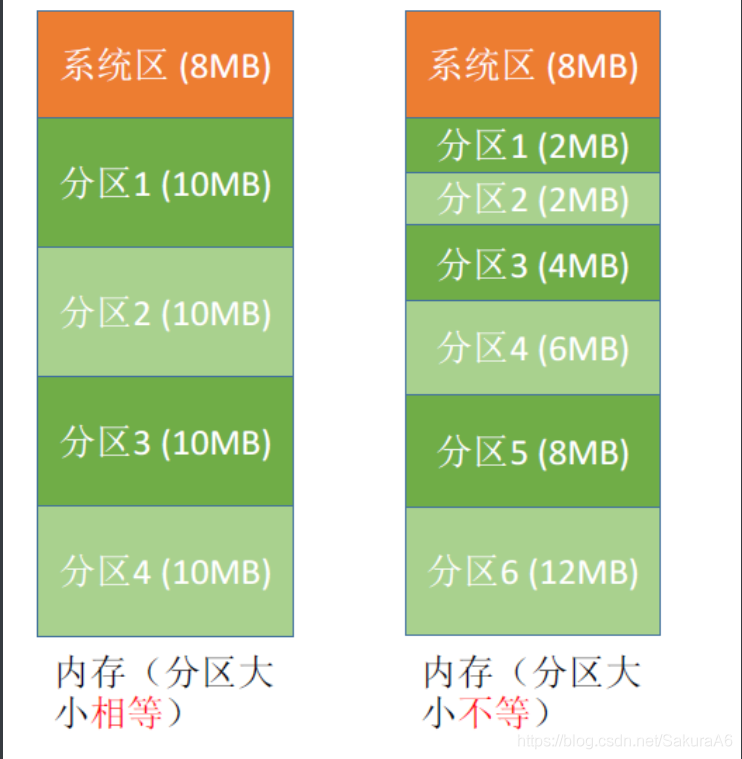 系统区 (8MB)
分区1 (10MB)
分区2 (10MB)
分区3 (10MB)
分区4 (10MB)
内存（分区大
小相等）
系统区 (8MB)
分区1 (2MB)
分区2 (2MB)
分区3 (4MB)
分区4 (6MB)
分区5 (8MB)
分区6 (12MB)
内存（分区大
小不等）
https://blog.csdn.net/SakuraA6